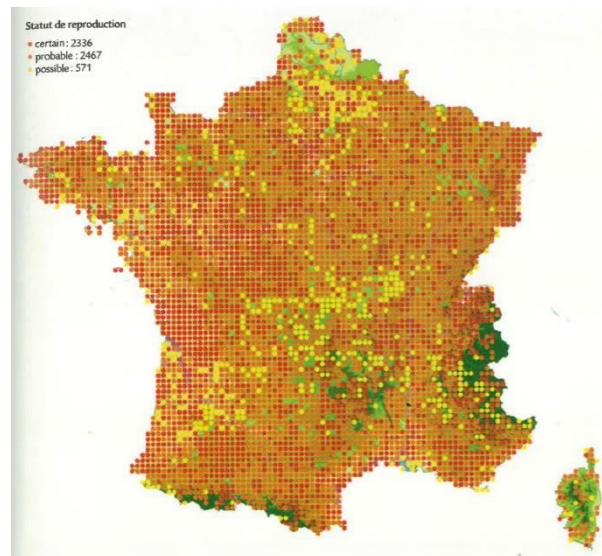 Statut de reproduction
certain : 2336
probable : 2467
possible : 571